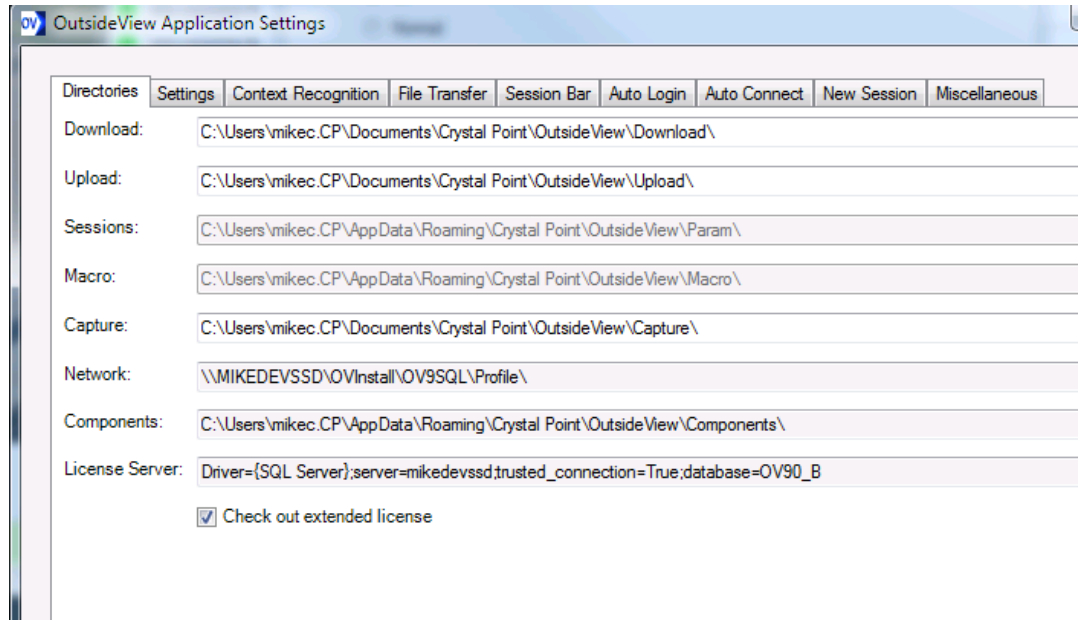 OV OutsideView Application Settings
Normal
Directories Settings Context Recognition File Transfer Session Bar Auto Login Auto Connect New Session Miscellaneous
Download: C:\Users\mikec.CP\Documents\Crystal Point\OutsideView\Download\
Upload: C:\Users\mikec.CP\Documents\Crystal Point\OutsideView\Upload\
Sessions: C:\Users\mikec.CP\AppData\Roaming\Crystal Point\OutsideView\Param\
Macro: C:\Users\mikec.CP\AppData\Roaming\Crystal Point\OutsideView\Macro\
Capture: C:\Users\mikec.CP\Documents\Crystal Point\OutsideView\Capture\
Network: \\MIKEDEVSSD\OVInstall\OV9SQL\Profile\
Components: C:\Users\mikec.CP\AppData\Roaming\Crystal Point\OutsideView\Components\
License Server: Driver={SQL Server};server=mikedevssd;trusted_connection=True;database=OV90_B
Check out extended license